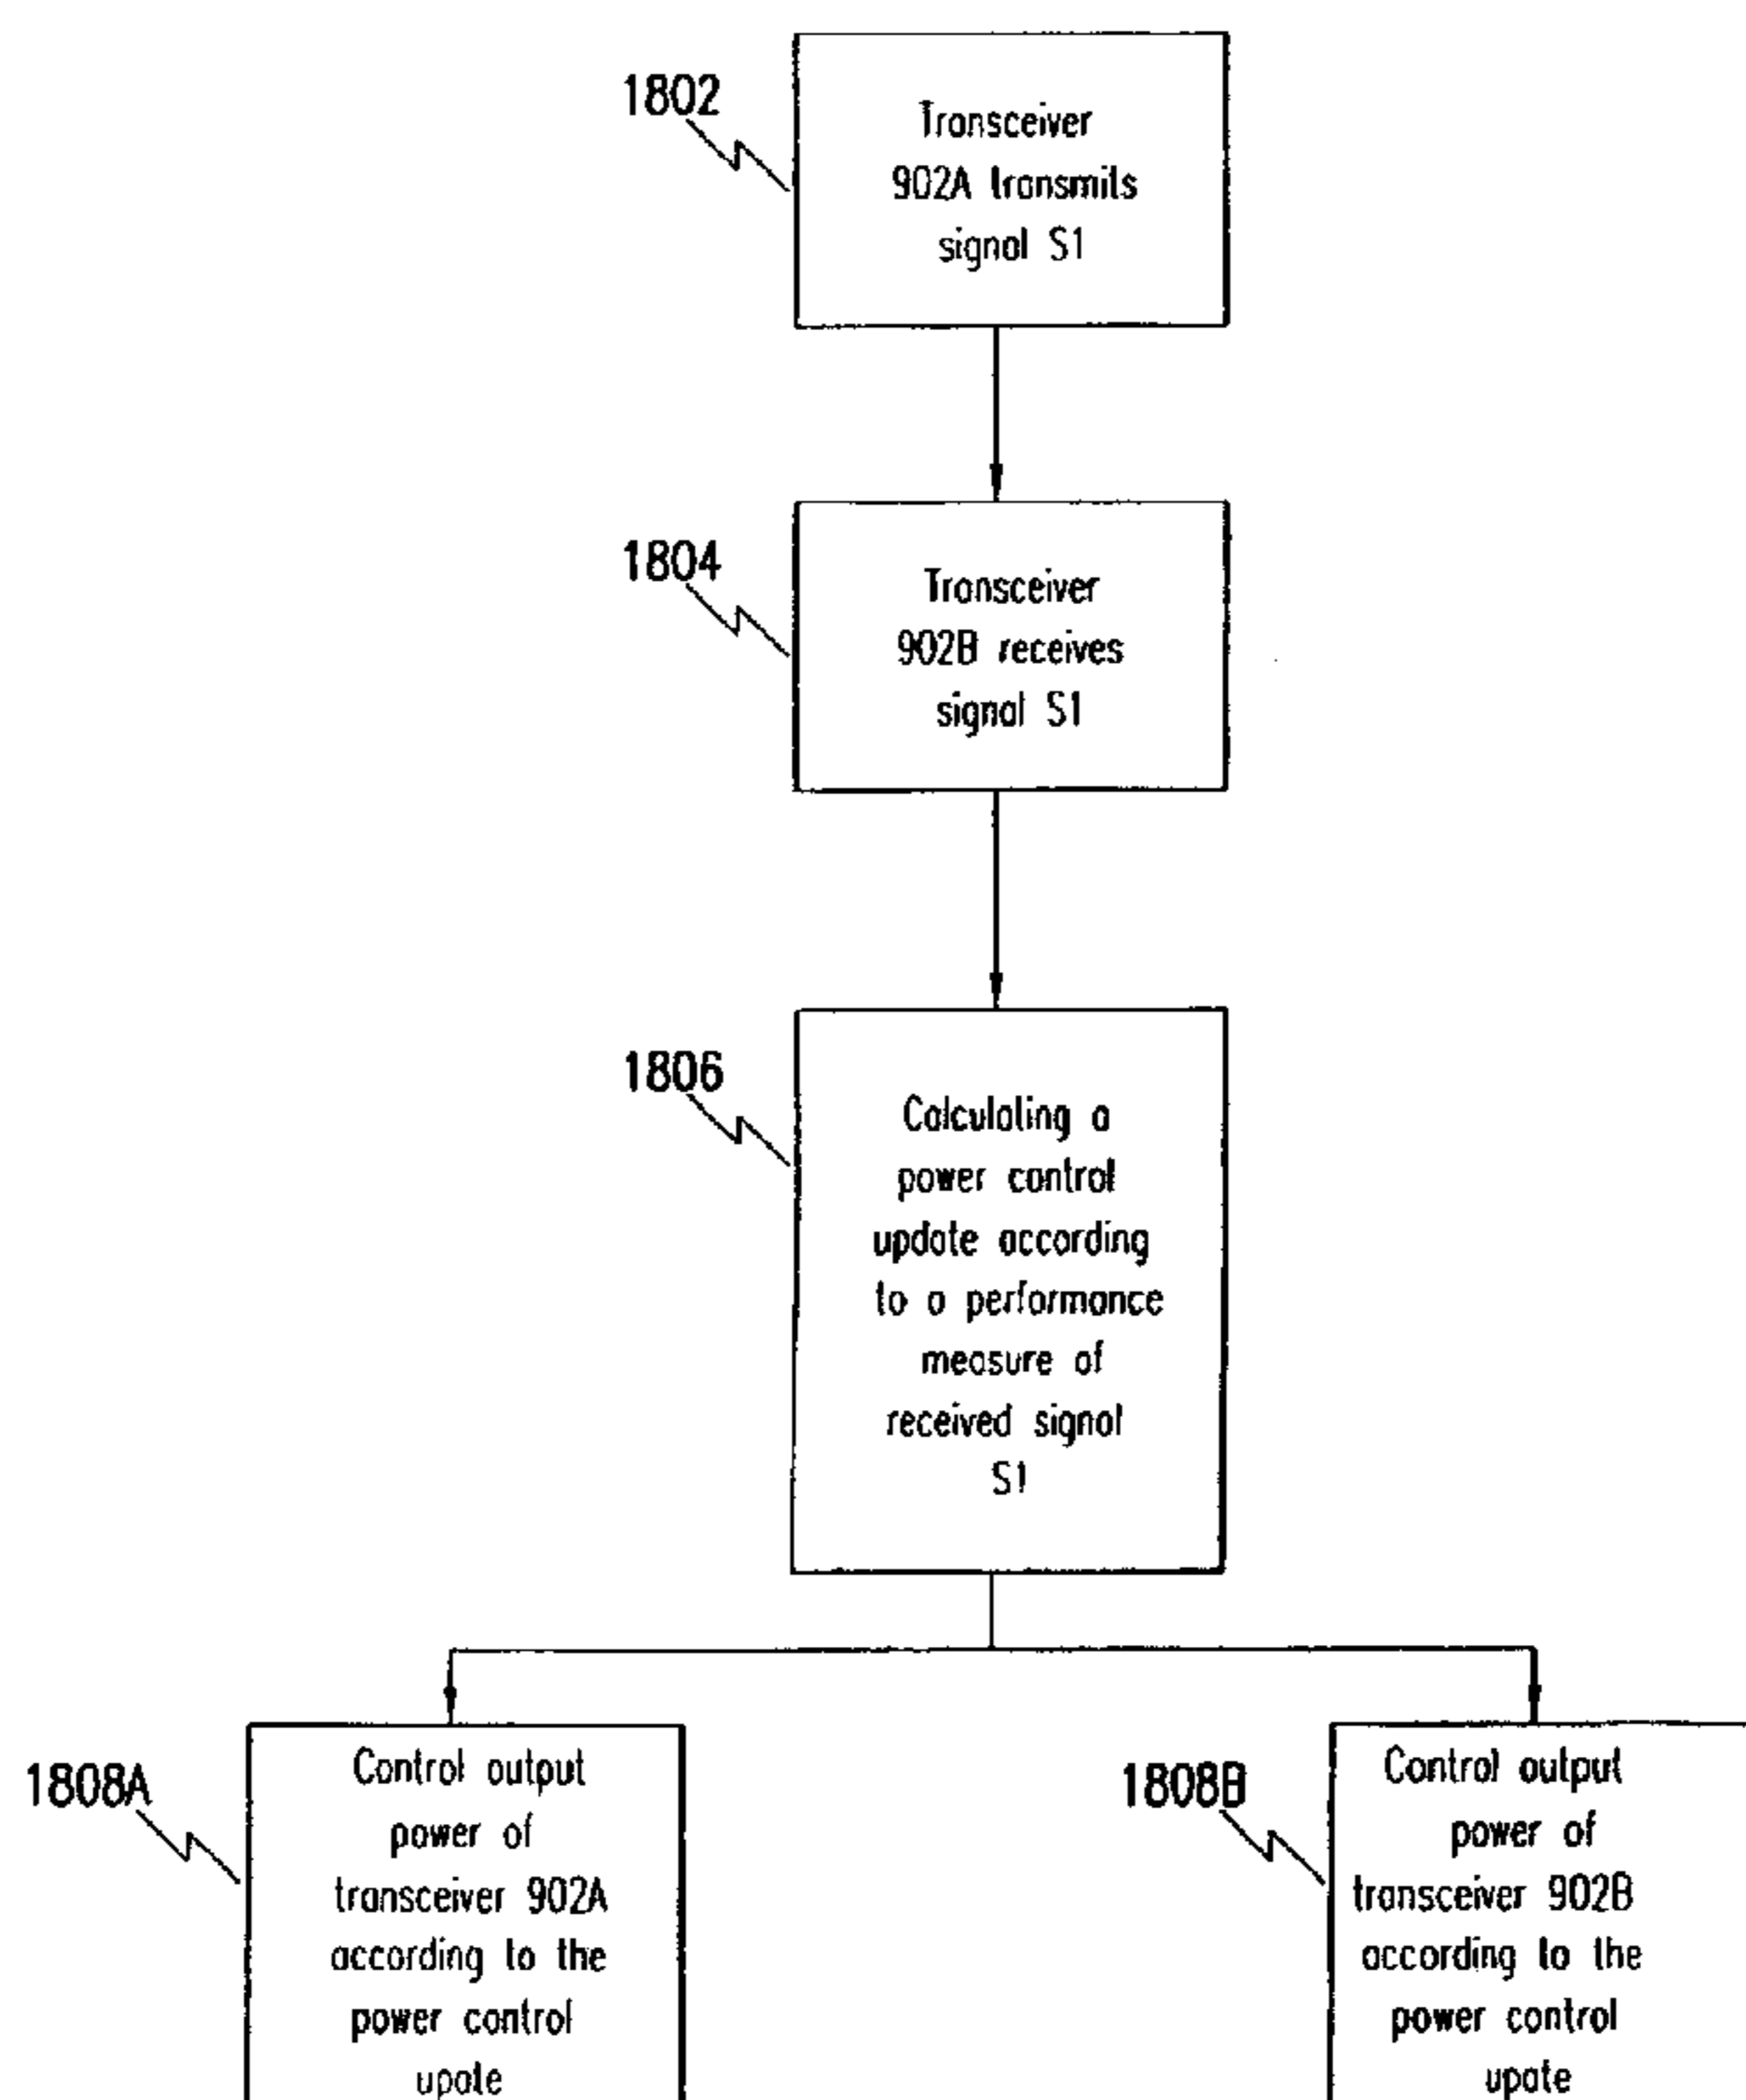 1802
Transceiver
902A transmits
signal S1
1804
Transceiver
902B receives
signal S1
1806
Calculating a
power control
update according
to a performance
measure of
received signal
S1
1808A
Control output
power of
transceiver 902A
according to the
power control
upate
1808B
Control output
power of
transceiver 902B
according to the
power control
upate